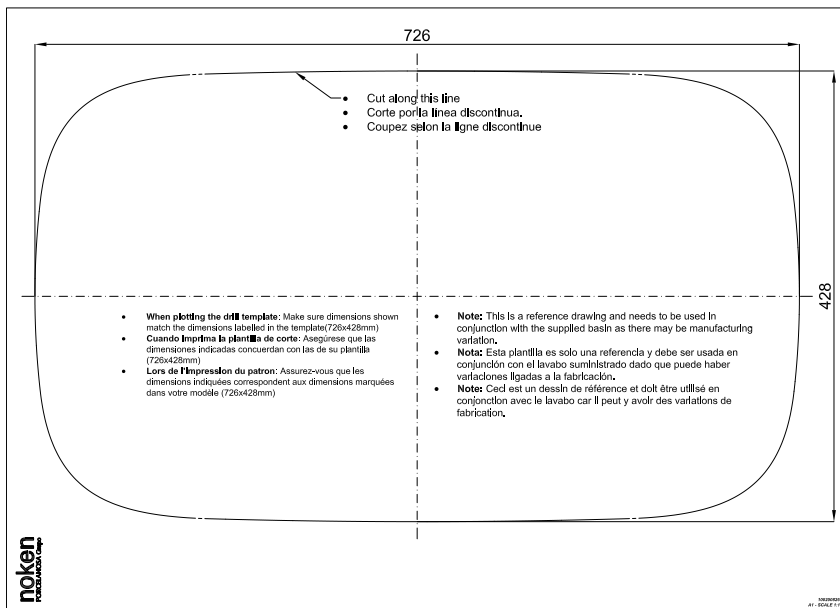 726
Cut along this line
Corte por la línea discontinua.
Coupez selon la ligne discontinue
428
When plotting the drill template: Make sure dimensions shown
match the dimensions labelled in the template(726x428mm)
Cuando imprima la plantilla de corte: Asegúrese que las
dimensiones indicadas concuerdan con las de su plantilla
(726x428mm)
Lors de l'impression du patron: Assurez-vous que les
dimensions indiquées correspondent aux dimensions marquées
dans votre modèle (726x428mm)
Note: This is a reference drawing and needs to be used in
conjunction with the supplied basin as there may be manufacturing
variation.
Nota: Esta plantilla es solo una referencia y debe ser usada en
conjunción con el lavabo suministrado dado que puede haber
variaciones ligadas a la fabricación.
Note: Ceci est un dessin de référence et doit être utilisé en
conjonction avec le lavabo car il peut y avoir des variations de
fabrication.
noken
PORCELANOSA Grupo
A1 - SCALE 1:1